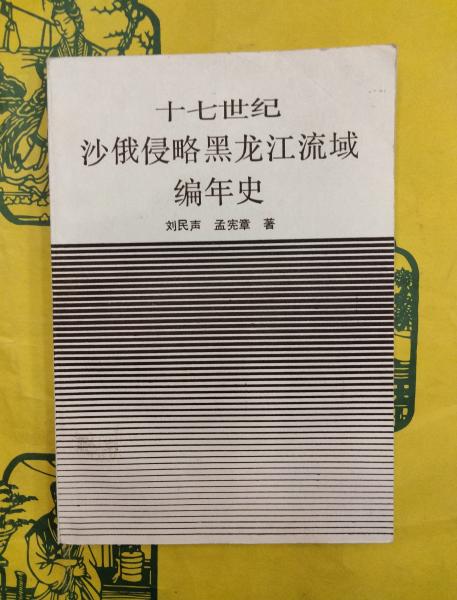 十七世纪
沙俄侵略黑龙江流域
编年史
刘民声 孟宪章 著